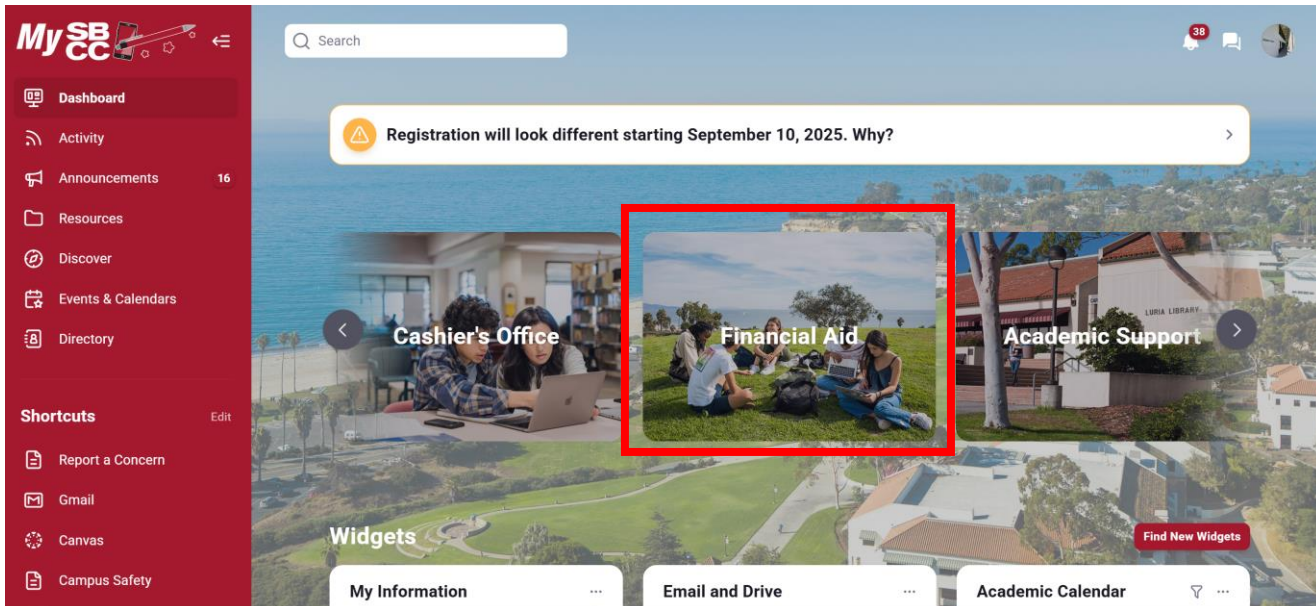 My SBCC
Search
38
Dashboard
Activity
Announcements 16
Resources
Discover
Events & Calendars
Directory
Shortcuts Edit
Report a Concern
Gmail
Canvas
Campus Safety
Registration will look different starting September 10, 2025. Why?
Cashier's Office
Financial Aid
LURIA LIBRARY
Academic Support
Widgets
Find New Widgets
My Information
Email and Drive
Academic Calendar